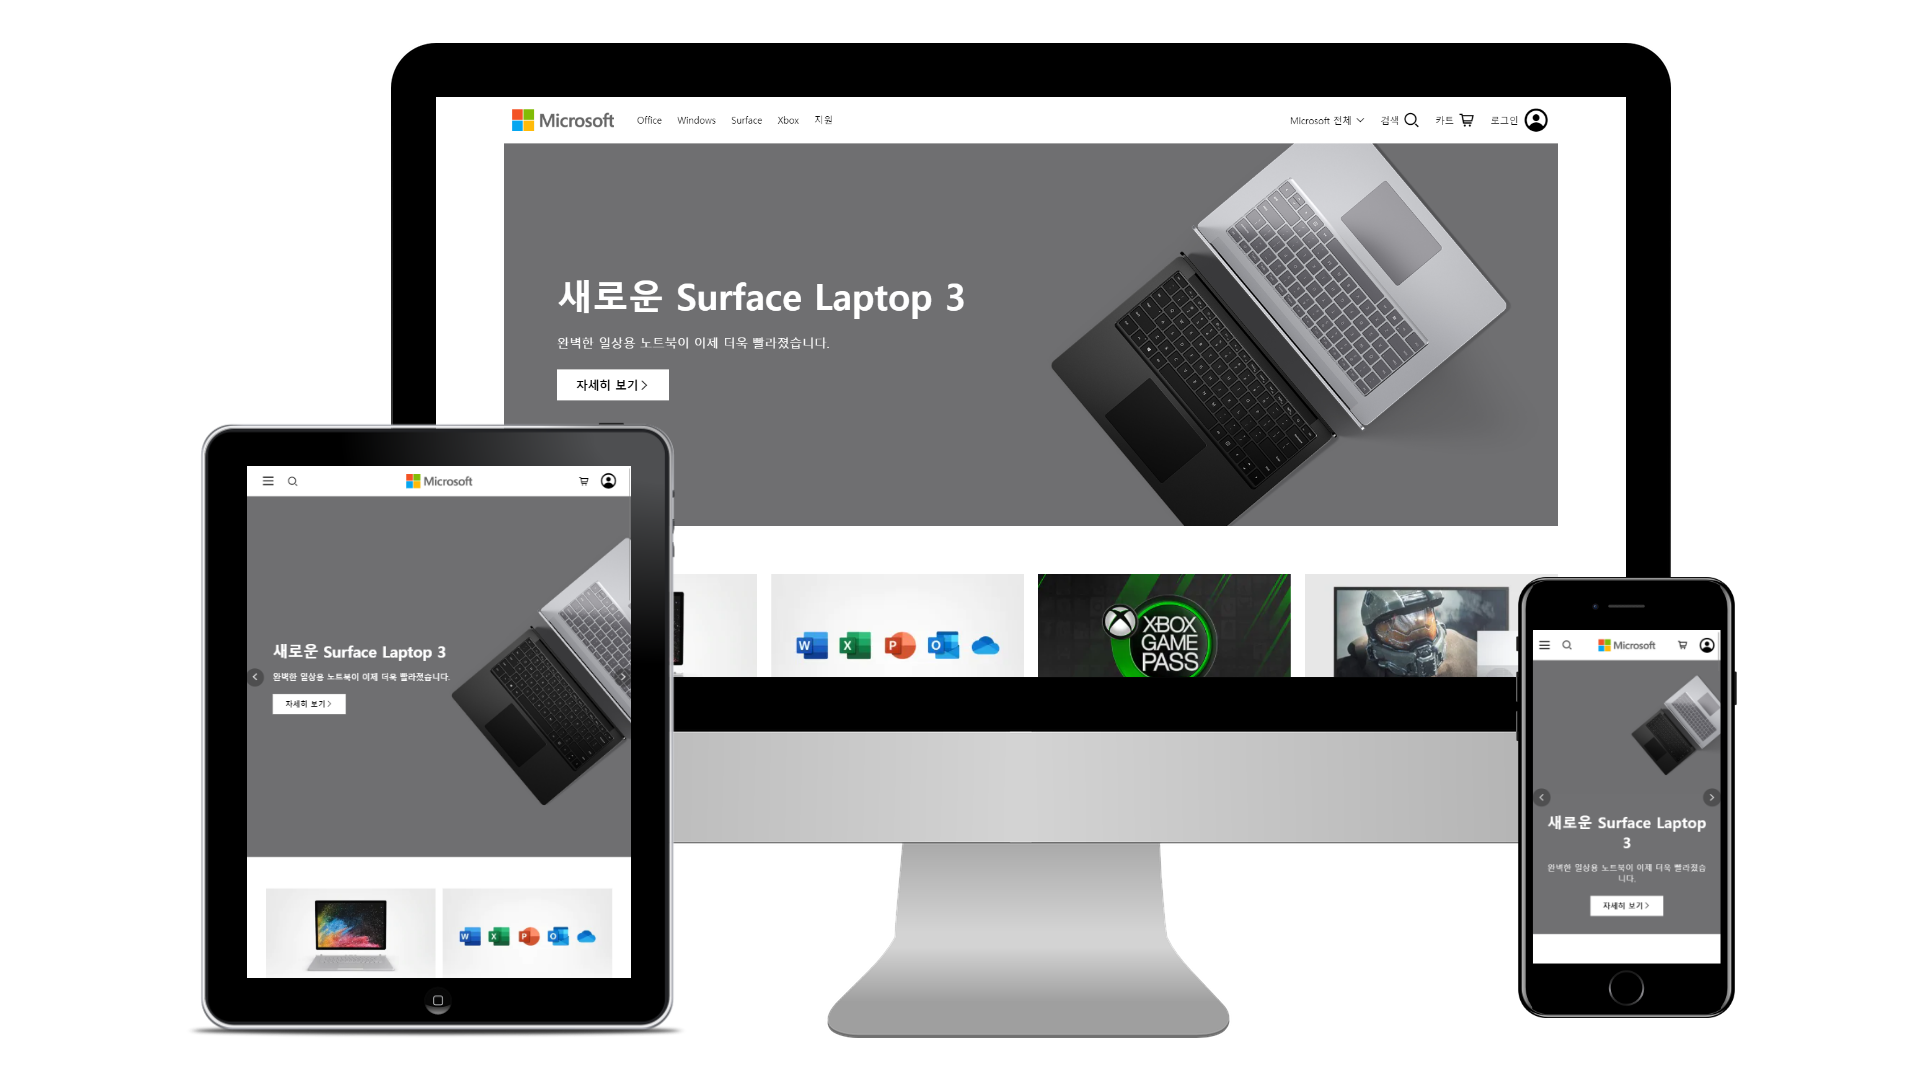 Microsoft Office Windows Surface Xbox 지원 Microsoft 전체 검색 카트 로그인
새로운 Surface Laptop 3
완벽한 일상용 노트북이 이제 더욱 빨라졌습니다.
자세히 보기
W X P O
XBOX
GAME
PASS
Microsoft
새로운 Surface Laptop 3
완벽한 일상용 노트북이 이제 더욱 빨라졌습니다.
자세히 보기
W X P O
Microsoft
새로운 Surface Laptop
3
완벽한 일상용 노트북이 이제 더욱 빨라졌습
니다.
자세히 보기